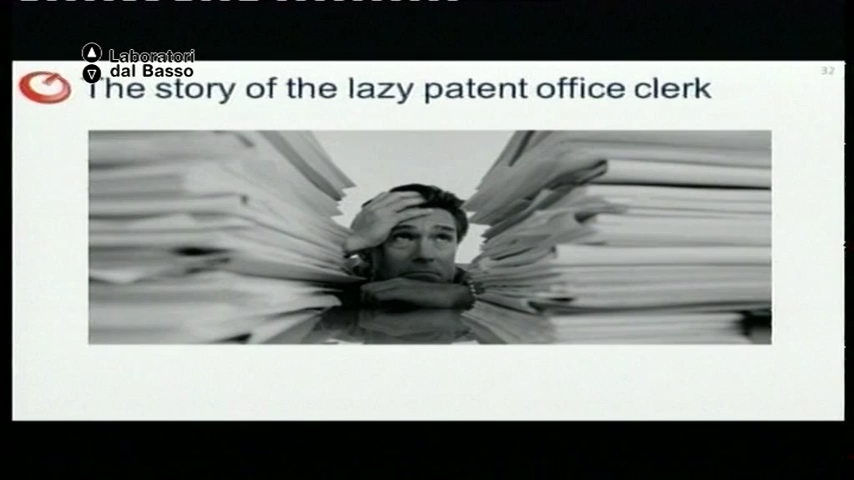 Laboratori
dal Basso
The story of the lazy patent office clerk
32